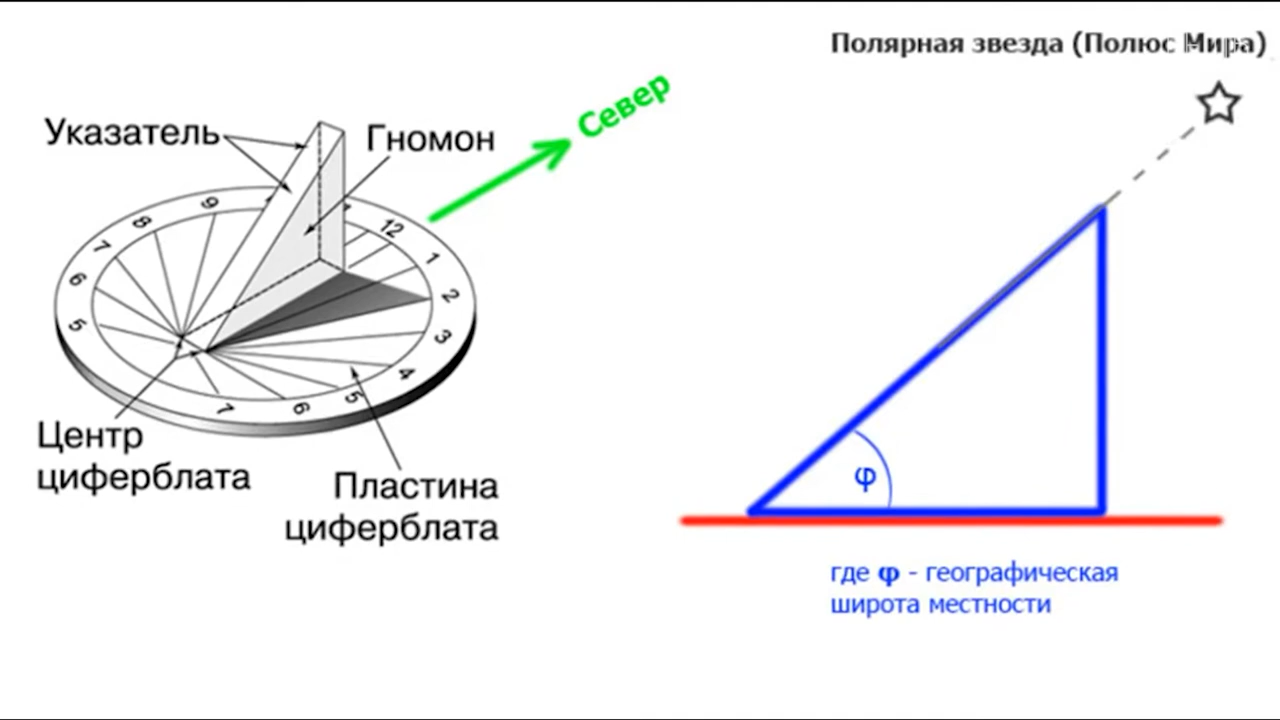 Полярная звезда (Полюс Мира)
Север
Указатель
Гномон
9
8
7
6
5
12
1
2
3
4
5
6
7
Центр
циферблата
Пластина
циферблата
φ
где φ - географическая
широта местности